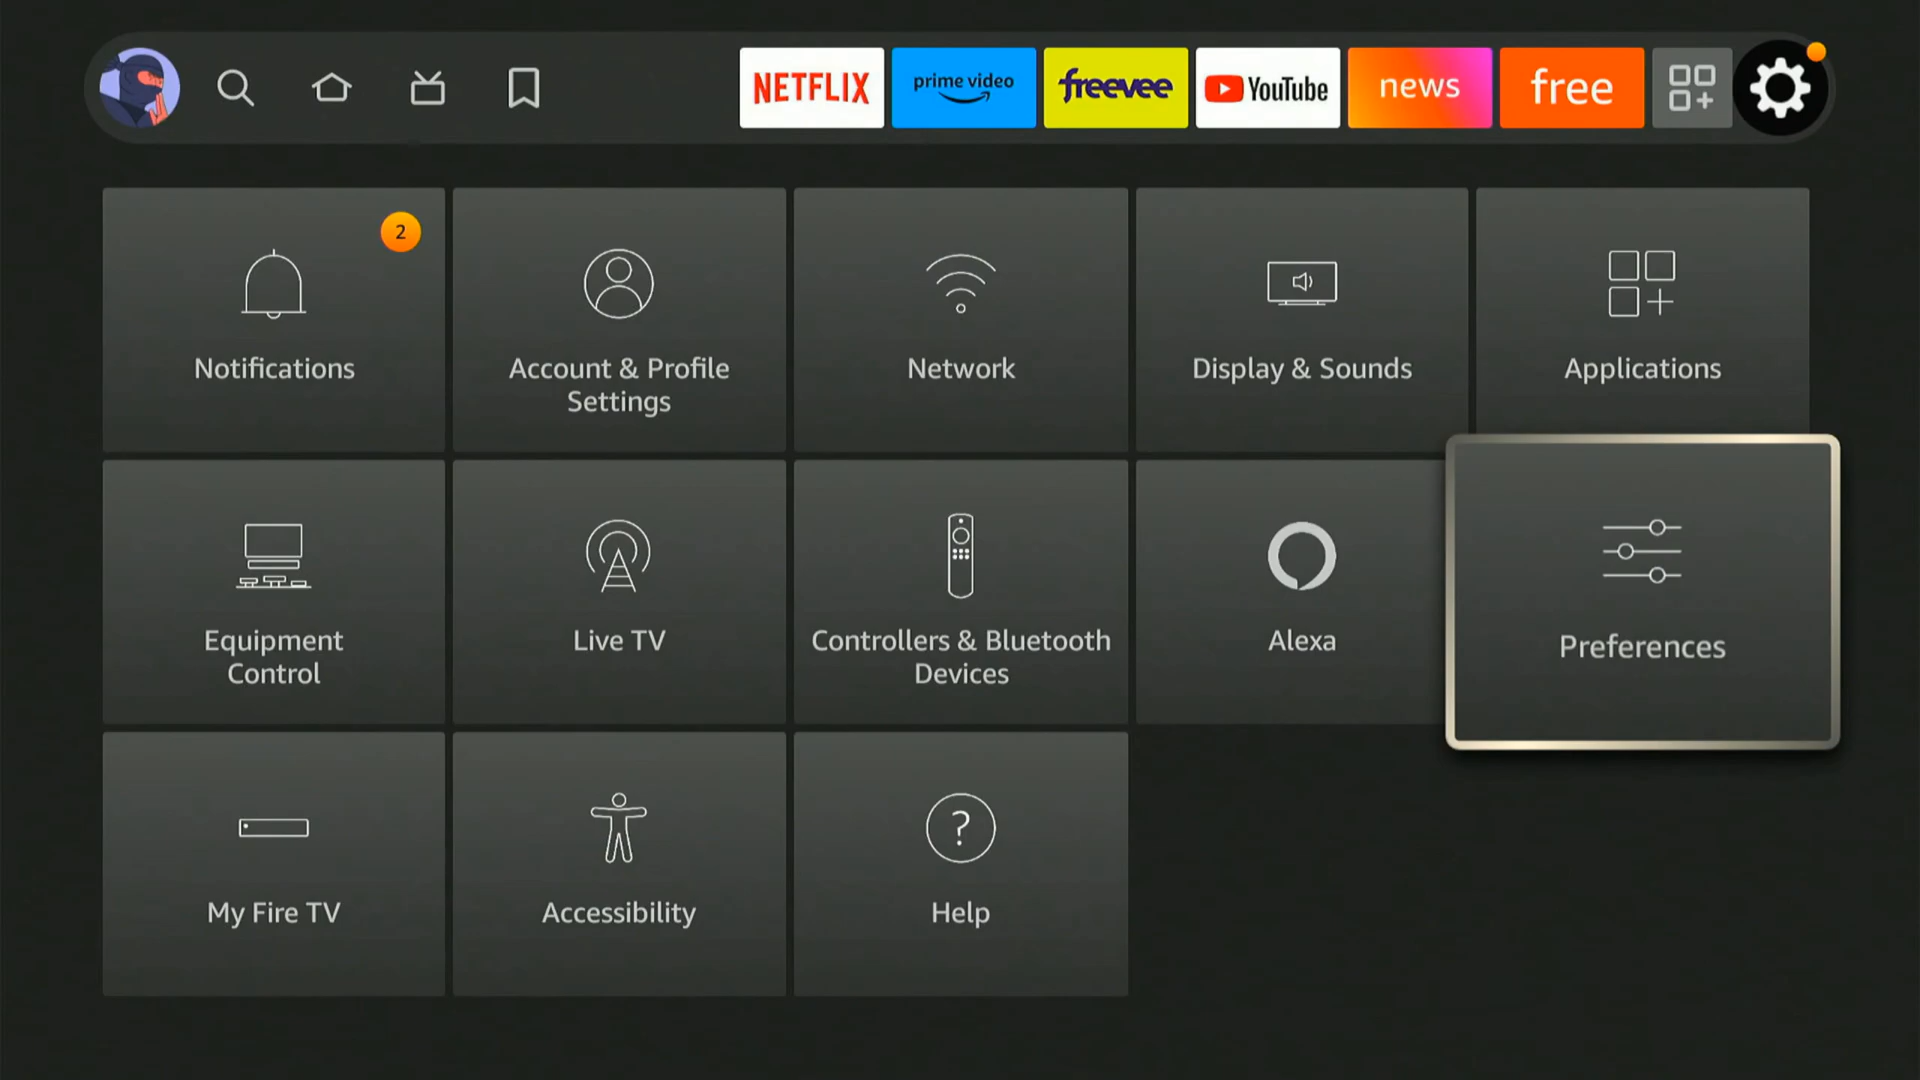 NETFLIX
prime video
freevee
YouTube
news
free
2
Notifications
Account & Profile
Settings
Network
Display & Sounds
Applications
Equipment
Control
Live TV
Controllers & Bluetooth
Devices
Alexa
Preferences
My Fire TV
Accessibility
?
Help